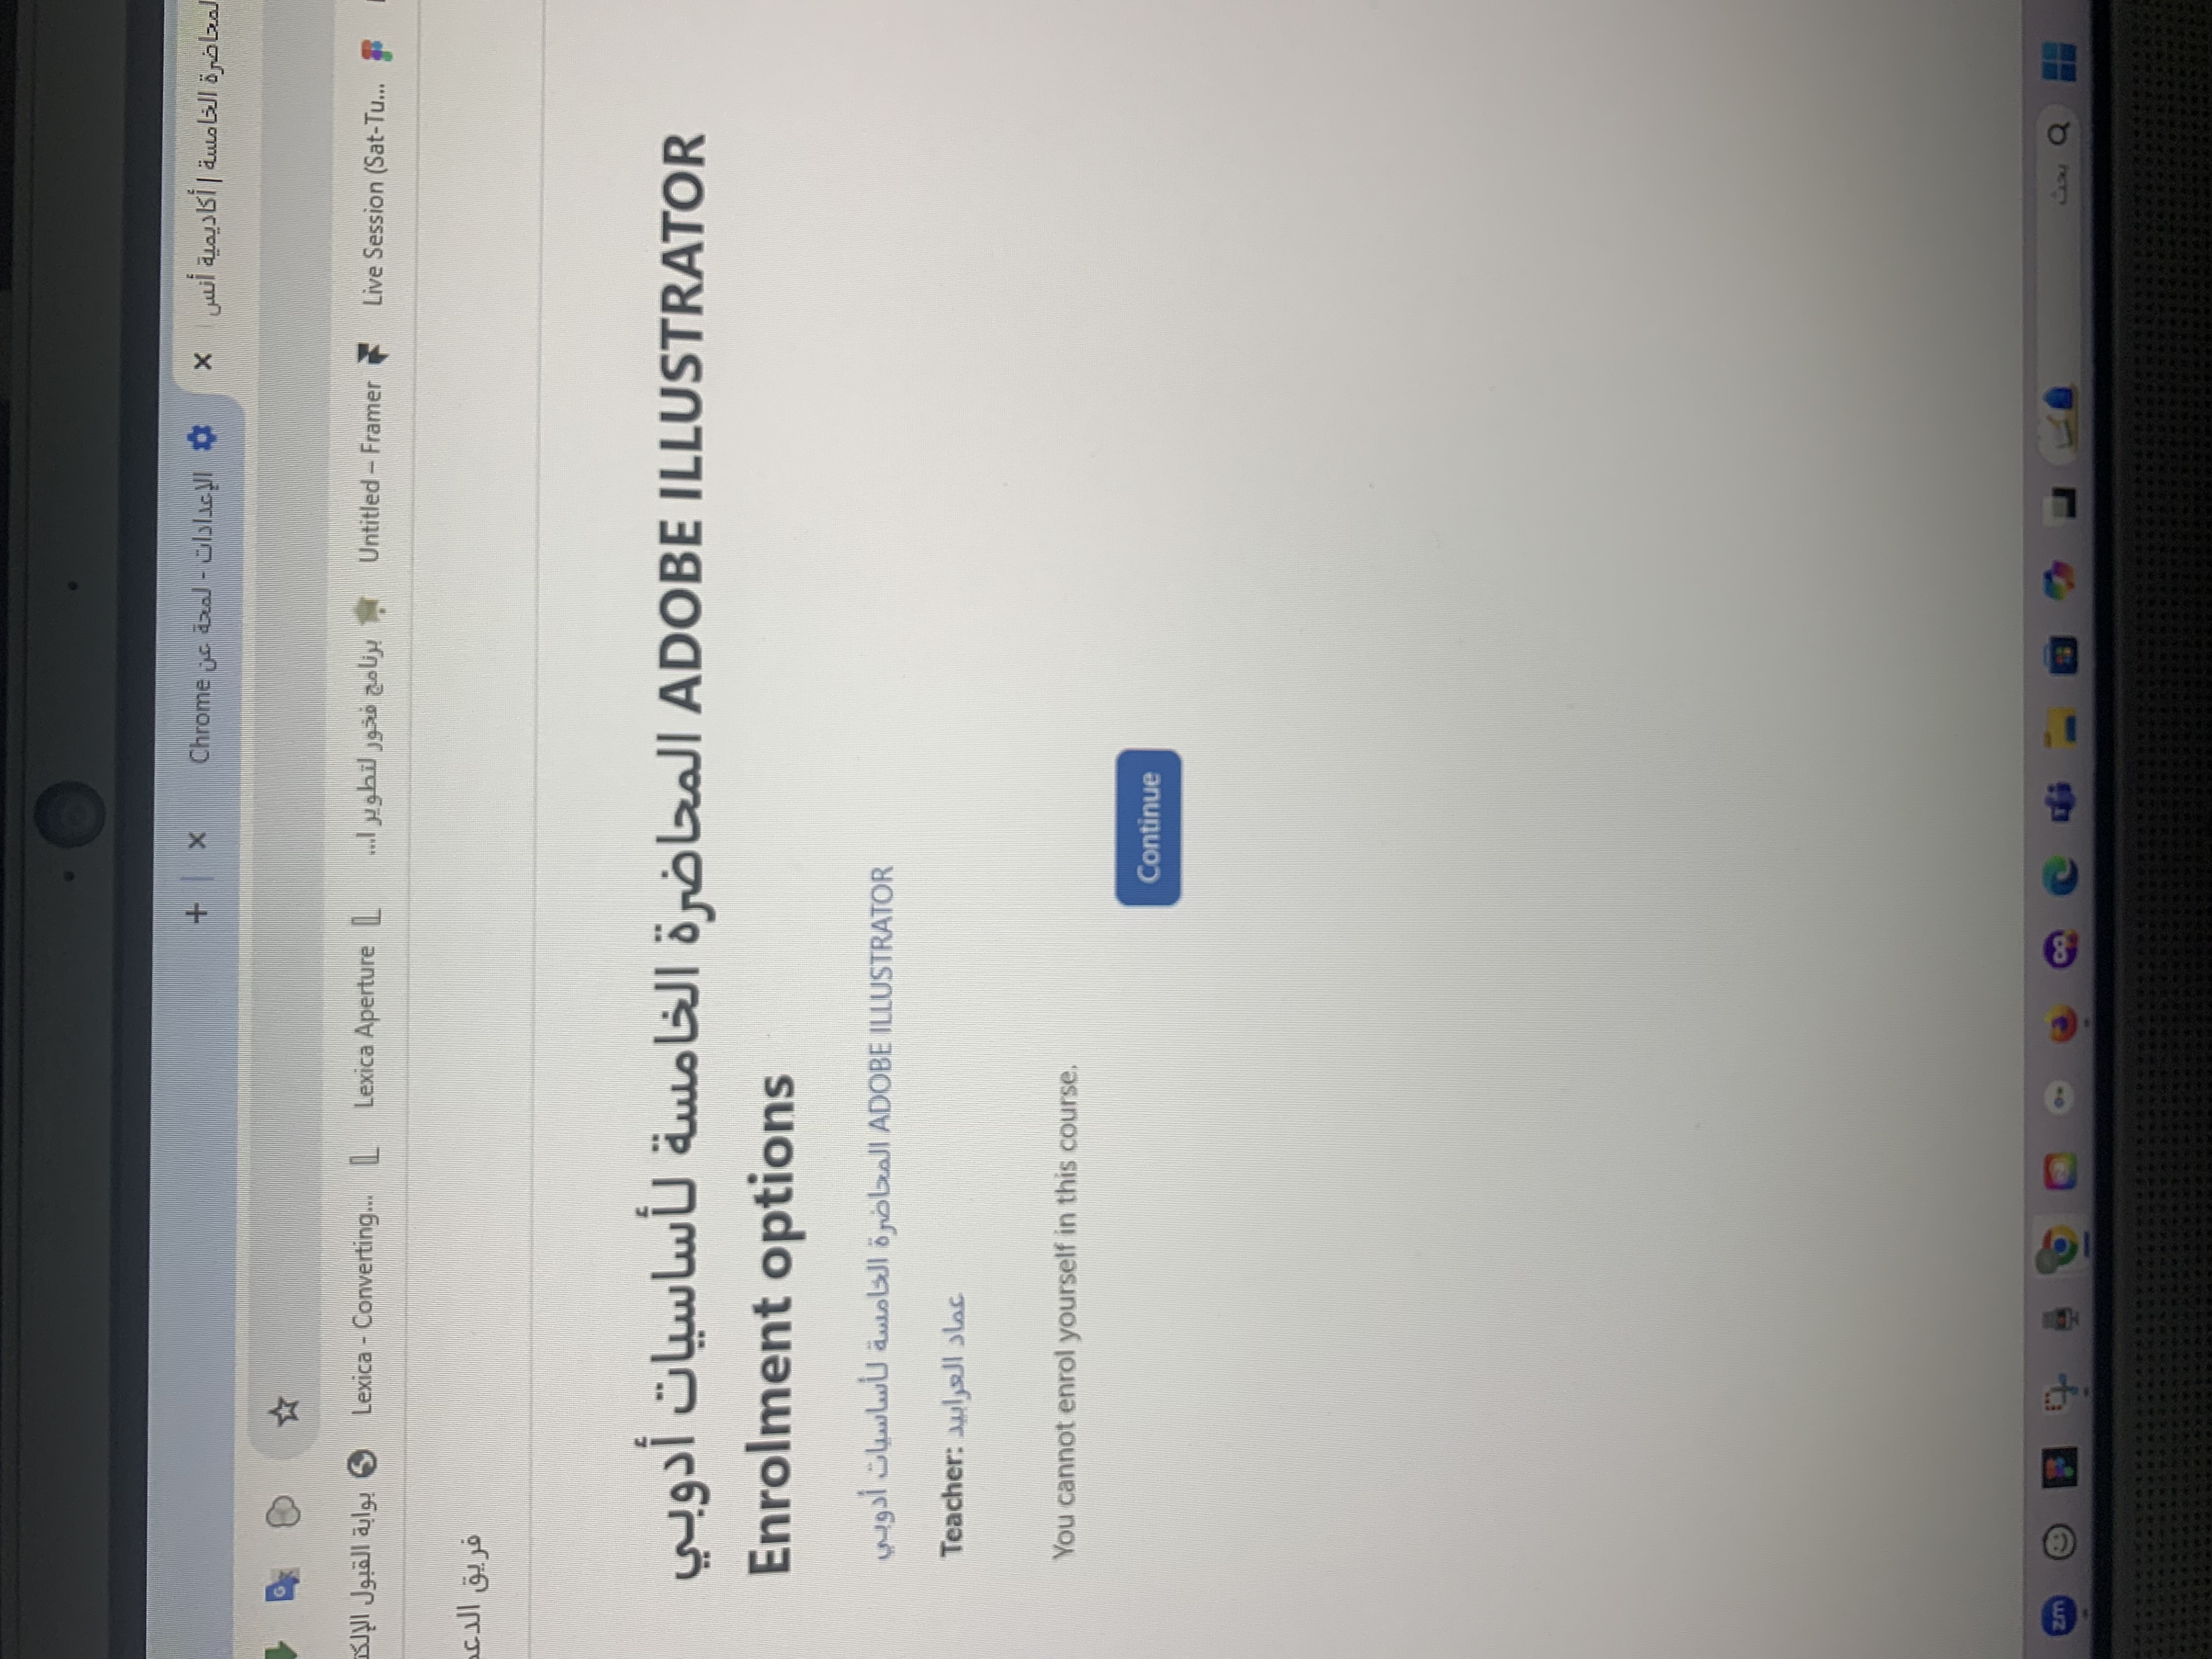 الإعدادات - لمحة عن Chrome
المحاضرة الخامسة | أكاديمية أنس
Live Session (Sat-Tu...
Untitled – Framer
برنامج فخور لتطوير ا...
Lexica Aperture
Lexica - Converting...
بوابة القبول
فريق
المحاضرة الخامسة لأساسيات أدوبي ADOBE ILLUSTRATOR
Enrolment options
المحاضرة الخامسة لأساسيات أدوبي ADOBE ILLUSTRATOR
Teacher: عماد العرابيد
You cannot enrol yourself in this course.
Continue
zm
بحث